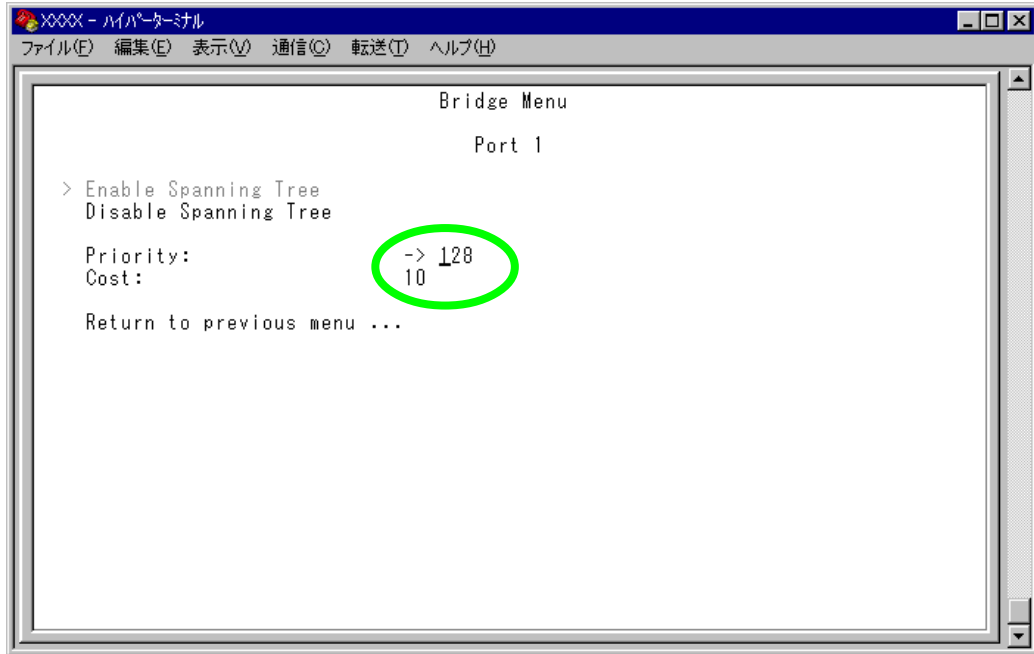 XXXX - ﾊｲﾊﾟｰﾀｰﾐﾅﾙ
ファイル(F) 編集(E) 表示(V) 通信(C) 転送(T) ヘルプ(H)
Bridge Menu
Port 1
> Enable Spanning Tree
Disable Spanning Tree
Priority: -> 128
Cost: 10
Return to previous menu ...